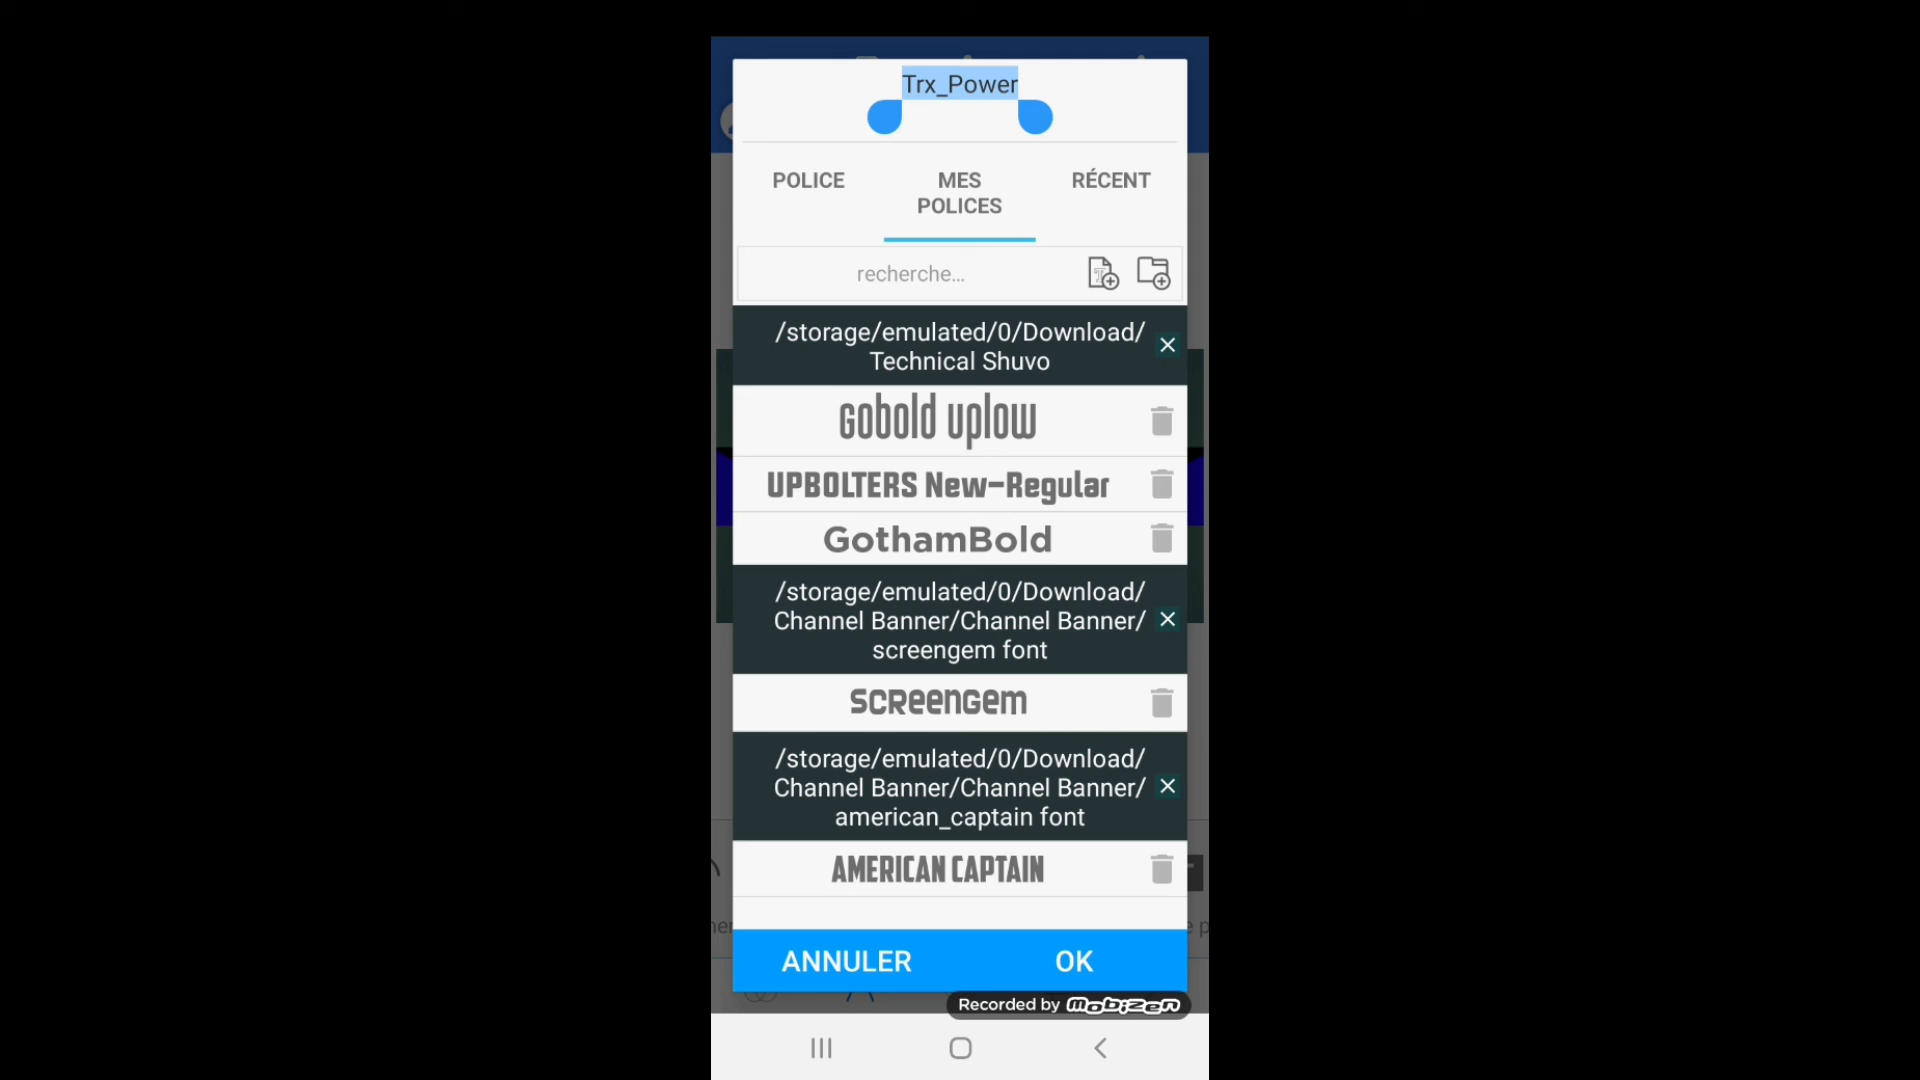 Trx_Power
POLICE
MES
POLICES
RÉCENT
recherche...
/storage/emulated/0/Download/
Technical Shuvo
Gobold Uplow
UPBOLTERS New-Regular
GothamBold
/storage/emulated/0/Download/
Channel Banner/Channel Banner/
screengem font
Screengem
/storage/emulated/0/Download/
Channel Banner/Channel Banner/
american_captain font
AMERICAN CAPTAIN
ANNULER
OK
Recorded by mobizen